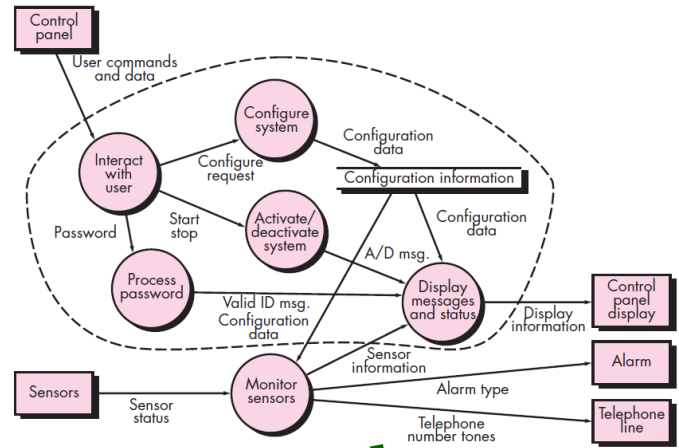 Control
panel
User commands
and data
Configure
system
Configuration
data
Interact
with
user
Configure
request
Configuration information
Start
stop
Activate/
deactivate
system
Configuration
data
Password
A/D msg.
Process
password
Valid ID msg.
Display
messages
and status
Display
information
Control
panel
display
Configuration
data
Sensor
information
Alarm
Sensors
Sensor
status
Monitor
sensors
Alarm type
Telephone
number tones
Telephone
line